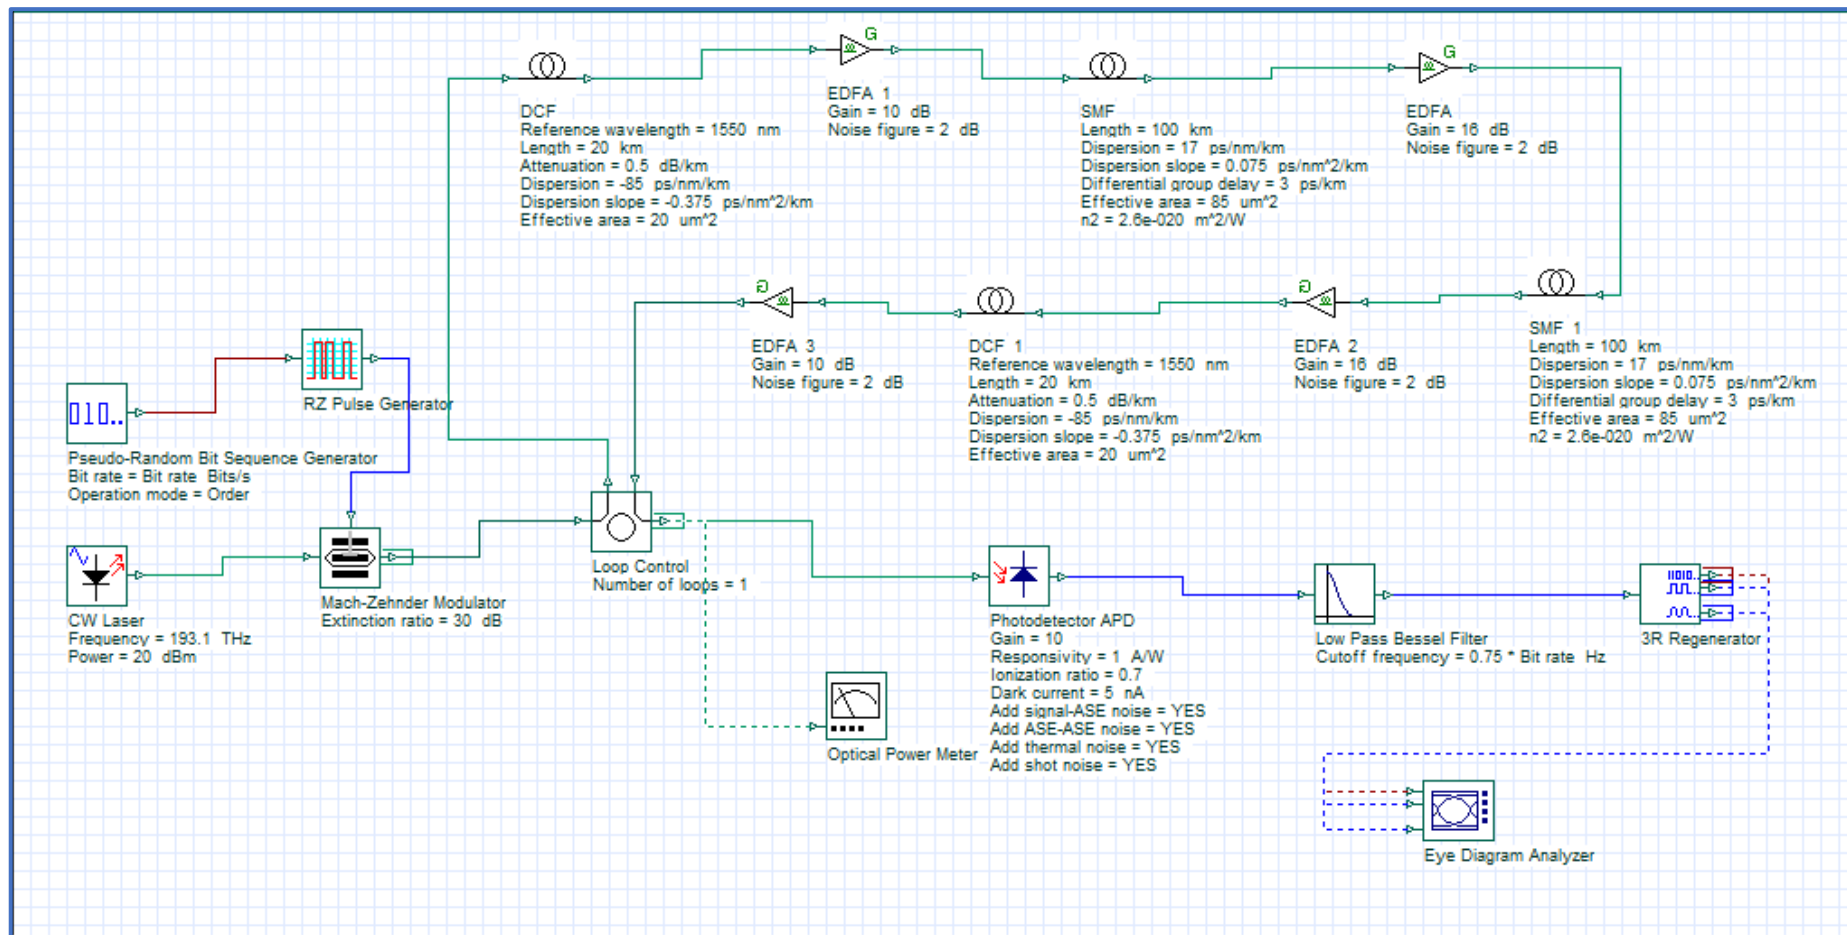 DCF
Reference wavelength = 1550 nm
Length = 20 km
Attenuation = 0.5 dB/km
Dispersion = -85 ps/nm/km
Dispersion slope = -0.375 ps/nm^2/km
Effective area = 20 um^2
G
EDFA 1
Gain = 10 dB
Noise figure = 2 dB
SMF
Length = 100 km
Dispersion = 17 ps/nm/km
Dispersion slope = 0.075 ps/nm^2/km
Differential group delay = 3 ps/km
Effective area = 85 um^2
n2 = 2.6e-020 m^2/W
G
EDFA
Gain = 16 dB
Noise figure = 2 dB
G
EDFA 3
Gain = 10 dB
Noise figure = 2 dB
DCF 1
Reference wavelength = 1550 nm
Length = 20 km
Attenuation = 0.5 dB/km
Dispersion = -85 ps/nm/km
Dispersion slope = -0.375 ps/nm^2/km
Effective area = 20 um^2
G
EDFA 2
Gain = 16 dB
Noise figure = 2 dB
SMF 1
Length = 100 km
Dispersion = 17 ps/nm/km
Dispersion slope = 0.075 ps/nm^2/km
Differential group delay = 3 ps/km
Effective area = 85 um^2
n2 = 2.6e-020 m^2/W
RZ Pulse Generator
010..
Pseudo-Random Bit Sequence Generator
Bit rate = Bit rate Bits/s
Operation mode = Order
CW Laser
Frequency = 193.1 THz
Power = 20 dBm
Mach-Zehnder Modulator
Extinction ratio = 30 dB
Loop Control
Number of loops = 1
Optical Power Meter
Photodetector APD
Gain = 10
Responsivity = 1 A/W
Ionization ratio = 0.7
Dark current = 5 nA
Add signal-ASE noise = YES
Add ASE-ASE noise = YES
Add thermal noise = YES
Add shot noise = YES
Low Pass Bessel Filter
Cutoff frequency = 0.75 * Bit rate Hz
3R Regenerator
Eye Diagram Analyzer